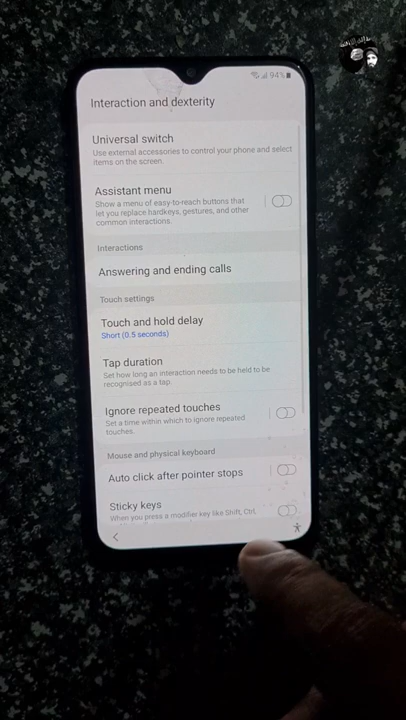 94%
Interaction and dexterity
Universal switch
Use external accessories to control your phone and select
items on the screen.
Assistant menu
Show a menu of easy-to-reach buttons that
let you replace hardkeys, gestures, and other
common interactions.
Interactions
Answering and ending calls
Touch settings
Touch and hold delay
Short (0.5 seconds)
Tap duration
Set how long an interaction needs to be held to be
recognised as a tap.
Ignore repeated touches
Set a time within which to ignore repeated
touches.
Mouse and physical keyboard
Auto click after pointer stops
Sticky keys
When you press a modifier key like Shift, Ctrl,